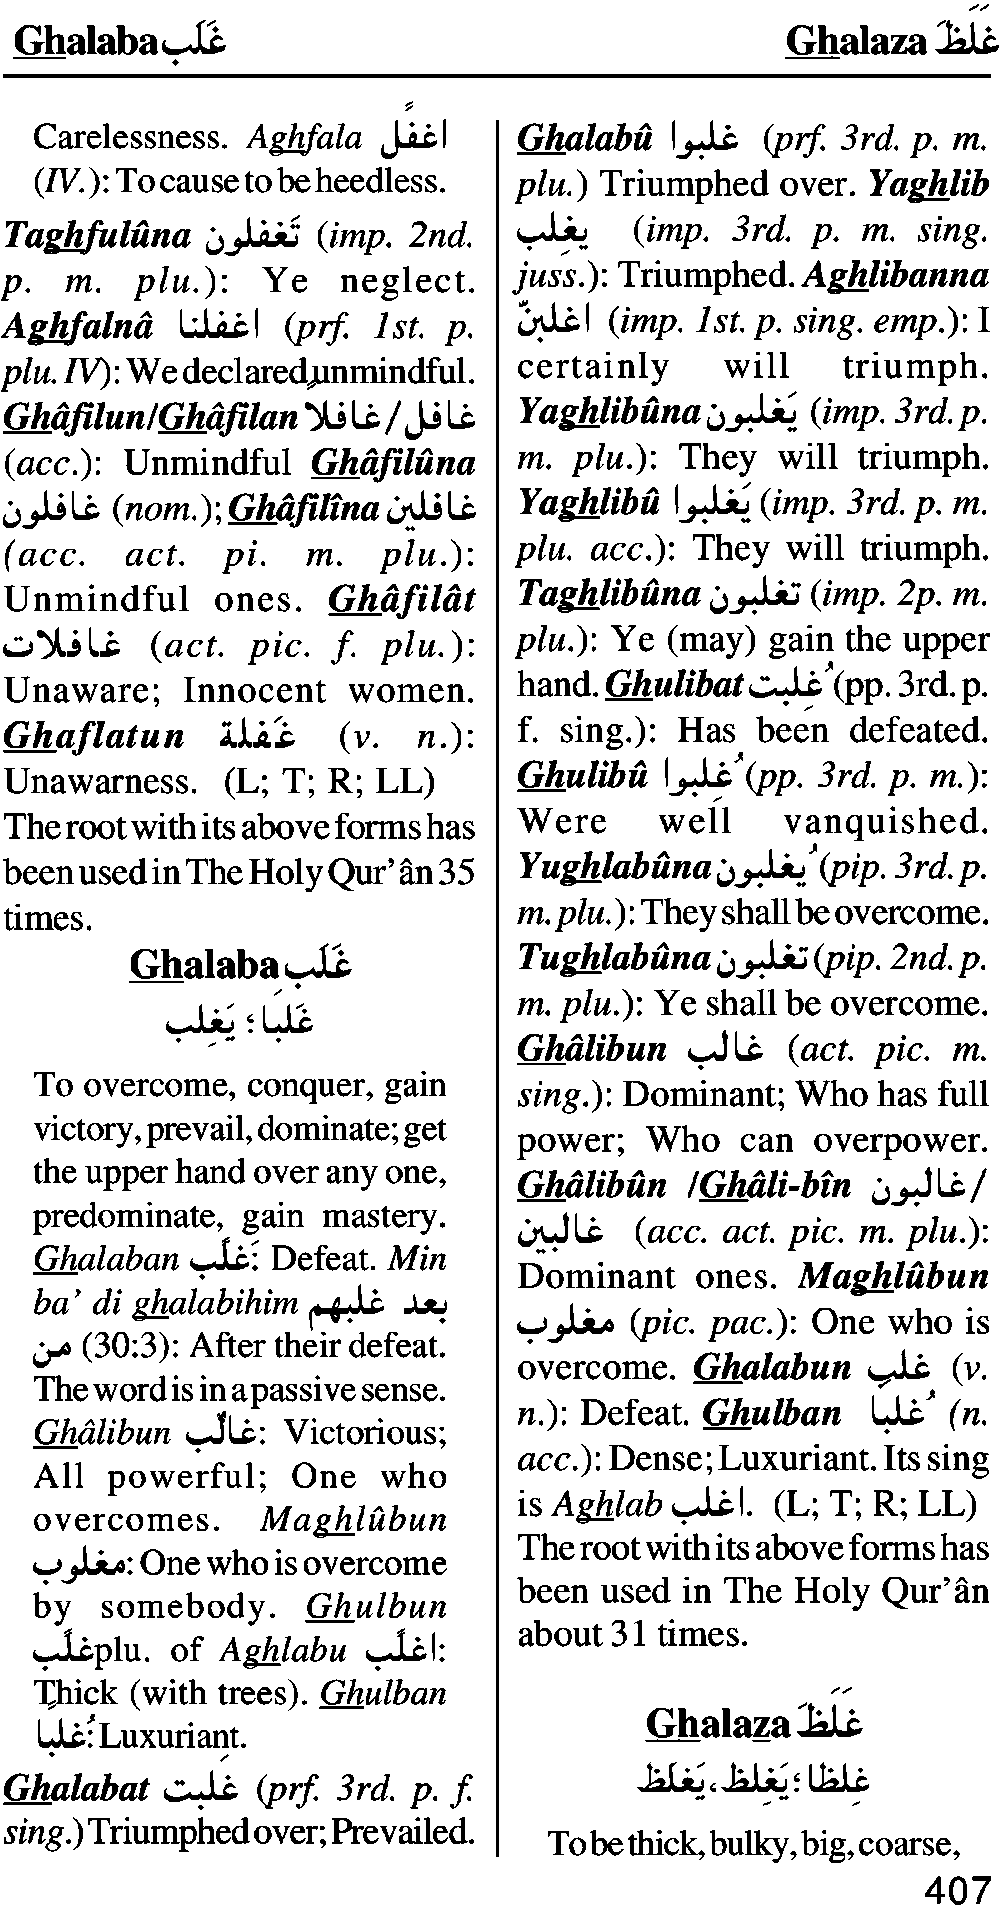 Ghalaba غَلَب
Ghalaza غَلَظَ
Carelessness. Aghfala اغفَل
(IV.): To cause to be heedless.
Taghfulûna تَغفلون (imp. 2nd.
p. m. plu.): Ye neglect.
Aghfalnâ اغفلنا (prf. 1st. p.
plu. IV): We declared unmindful.
Ghâfilun/Ghâfilan غافل/غافلا
(acc.): Unmindful Ghâfilûna
غافلون (nom.); Ghâfilîna غافلين
(acc. act. pi. m. plu.):
Unmindful ones. Ghâfilât
غافلات (act. pic. f. plu.):
Unaware; Innocent women.
Ghaflatun غَفلة (v. n.):
Unawarness. (L; T; R; LL)
The root with its above forms has
been used in The Holy Qur’ân 35
times.
Ghalaba غَلَب
غَلَبَا؛ يَغلِب
To overcome, conquer, gain
victory, prevail, dominate; get
the upper hand over any one,
predominate, gain mastery.
Ghalaban غَلَب: Defeat. Min
ba’ di ghalabihim بعد غلبهم
من (30:3): After their defeat.
The word is in a passive sense.
Ghâlibun غالب: Victorious;
All powerful; One who
overcomes. Maghlûbun
مغلوب: One who is overcome
by somebody. Ghulbun
غلب plu. of Aghlabu اغلب:
Thick (with trees). Ghulban
غُلبًا: Luxuriant.
Ghalabat غلبت (prf. 3rd. p. f.
sing.) Triumphed over; Prevailed.
Ghalabû غلبوا (prf. 3rd. p. m.
plu.) Triumphed over. Yaghlib
يغلِب (imp. 3rd. p. m. sing.
juss.): Triumphed. Aghlibanna
اغلبنّ (imp. 1st. p. sing. emp.): I
certainly will triumph.
Yaghlibûna يَغلبون (imp. 3rd. p.
m. plu.): They will triumph.
Yaghlibû يَغلبوا (imp. 3rd. p. m.
plu. acc.): They will triumph.
Taghlibûna تغلبون (imp. 2p. m.
plu.): Ye (may) gain the upper
hand. Ghulibat غُلِبت (pp. 3rd. p.
f. sing.): Has been defeated.
Ghulibû غُلِبوا (pp. 3rd. p. m.):
Were well vanquished.
Yughlabûna يُغلبون (pip. 3rd. p.
m. plu.): They shall be overcome.
Tughlabûna تغلبون (pip. 2nd. p.
m. plu.): Ye shall be overcome.
Ghâlibun غالب (act. pic. m.
sing.): Dominant; Who has full
power; Who can overpower.
Ghâlibûn /Ghâli-bîn غالبون/
غالبين (acc. act. pic. m. plu.):
Dominant ones. Maghlûbun
مغلوب (pic. pac.): One who is
overcome. Ghalabun غلب (v.
n.): Defeat. Ghulban غُلبا (n.
acc.): Dense; Luxuriant. Its sing
is Aghlab اغلب. (L; T; R; LL)
The root with its above forms has
been used in The Holy Qur’ân
about 31 times.
Ghalaza غَلَظَ
غِلظا؛ يَغلِظ، يَغلَظ
To be thick, bulky, big, coarse,
407